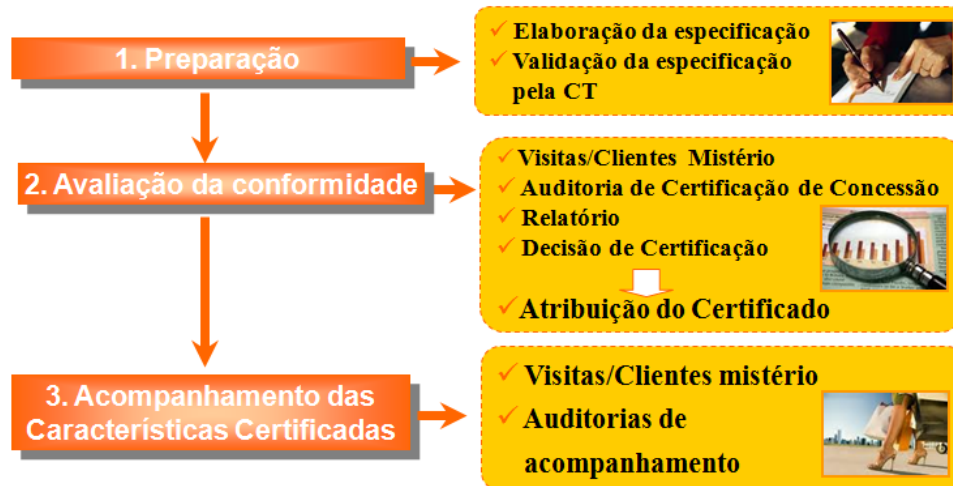 1. Preparação
✓ Elaboração da especificação
✓ Validação da especificação
pela CT
2. Avaliação da conformidade
✓ Visitas/Clientes Mistério
✓ Auditoria de Certificação de Concessão
✓ Relatório
✓ Decisão de Certificação
✓ Atribuição do Certificado
3. Acompanhamento das
Características Certificadas
✓ Visitas/Clientes mistério
✓ Auditorias de
acompanhamento